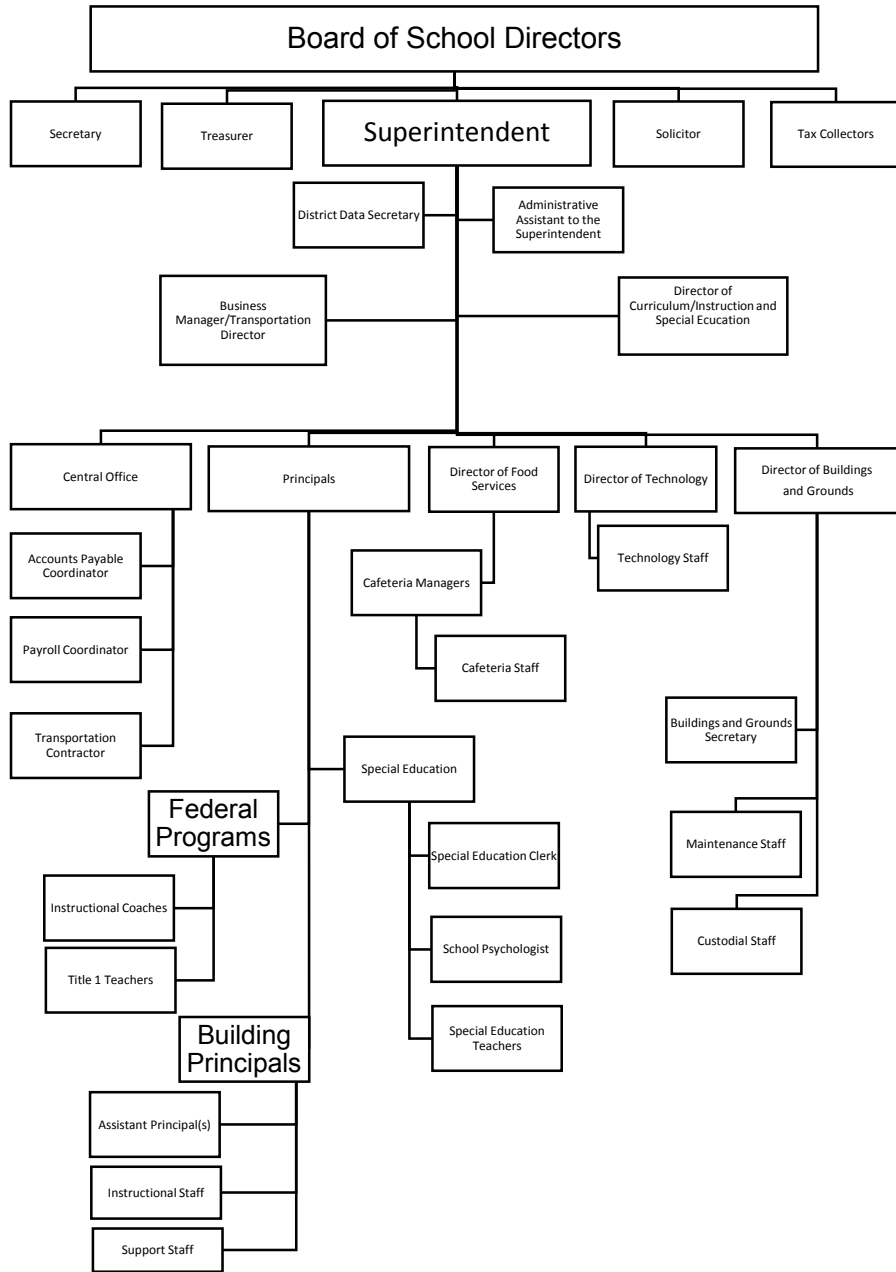 Board of School Directors
Secretary
Treasurer
Superintendent
Solicitor
Tax Collectors
District Data Secretary
Administrative
Assistant to the
Superintendent
Business
Manager/Transportation
Director
Director of
Curriculum/Instruction and
Special Ecucation
Central Office
Principals
Director of Food
Services
Director of Technology
Director of Buildings
and Grounds
Accounts Payable
Coordinator
Cafeteria Managers
Technology Staff
Payroll Coordinator
Cafeteria Staff
Transportation
Contractor
Buildings and Grounds
Secretary
Special Education
Federal
Programs
Special Education Clerk
Maintenance Staff
Instructional Coaches
School Psychologist
Custodial Staff
Title 1 Teachers
Special Education
Teachers
Building
Principals
Assistant Principal(s)
Instructional Staff
Support Staff